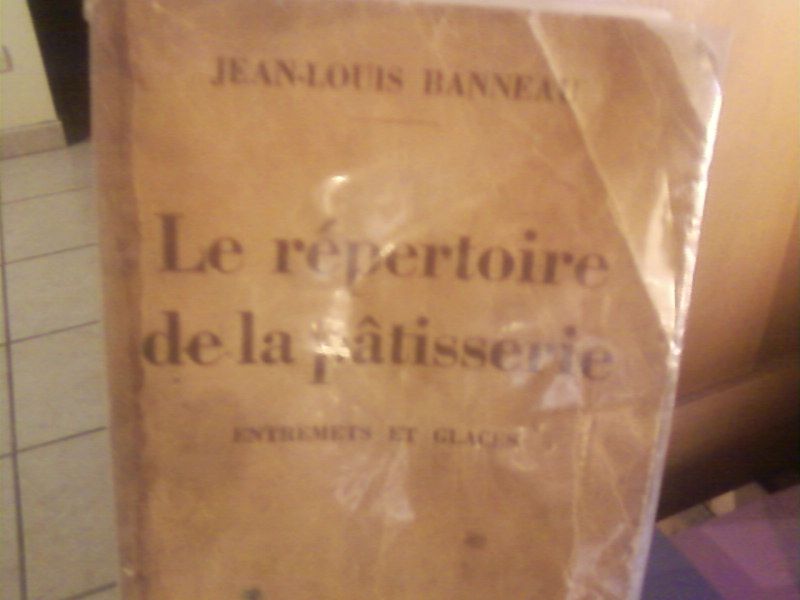 JEAN-LOUIS BANNEAU
Le répertoire
de la pâtisserie
ENTREMETS ET GLACES